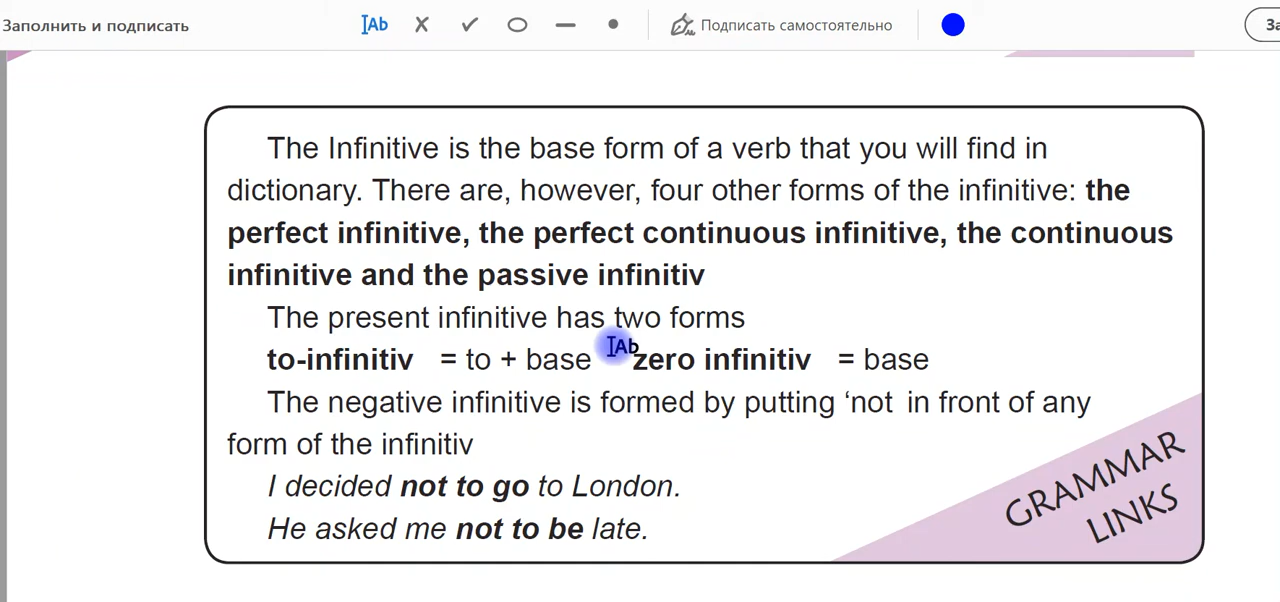 Заполнить и подписать
Ab
Подписать самостоятельно
За
The Infinitive is the base form of a verb that you will find in
dictionary. There are, however, four other forms of the infinitive: the
perfect infinitive, the perfect continuous infinitive, the continuous
infinitive and the passive infinitiv
The present infinitive has two forms
to-infinitiv = to + base zero infinitiv = base
Ab
The negative infinitive is formed by putting ‘not in front of any
form of the infinitiv
I decided not to go to London.
He asked me not to be late.
GRAMMAR
LINKS